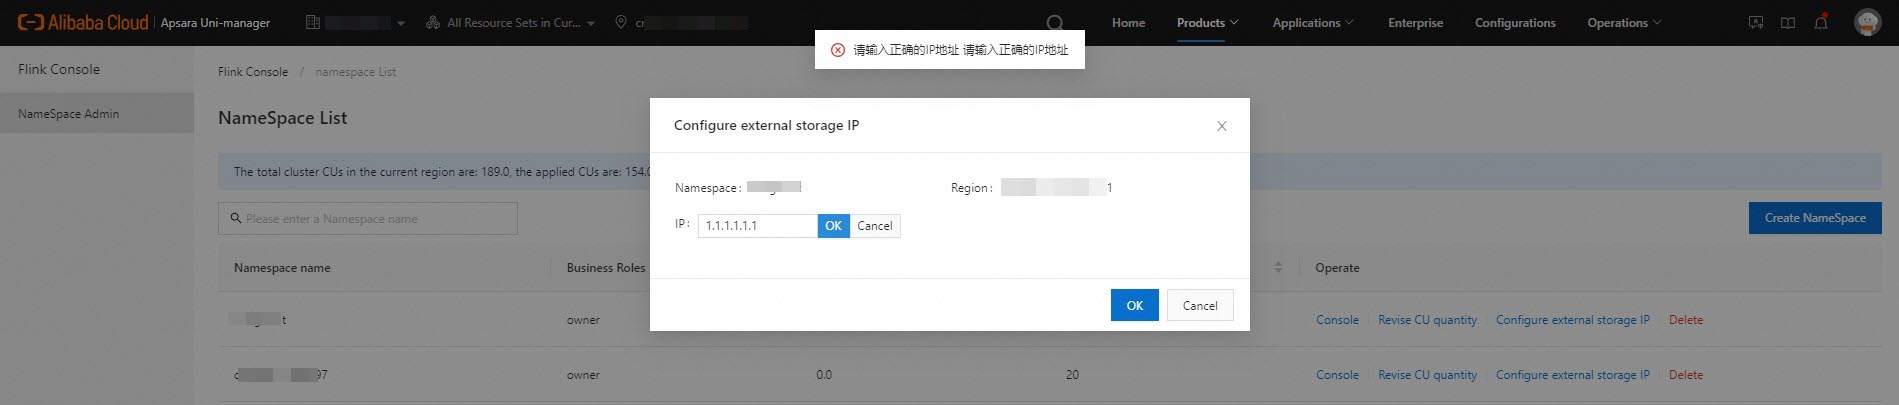 Alibaba Cloud | Apsara Uni-manager All Resource Sets in Cur... Home Products Applications Enterprise Configurations Operations
请输入正确的IP地址 请输入正确的IP地址
Flink Console
NameSpace Admin
Flink Console / namespace List
NameSpace List
The total cluster CUs in the current region are: 189.0, the applied CUs are: 154.0
Please enter a Namespace name
Create NameSpace
Configure external storage IP
Namespace: Region: 1
IP: 1.1.1.1.1.1 OK Cancel
OK Cancel
Namespace name Business Roles Operate
t owner Console Revise CU quantity Configure external storage IP Delete
97 owner 0.0 20 Console Revise CU quantity Configure external storage IP Delete